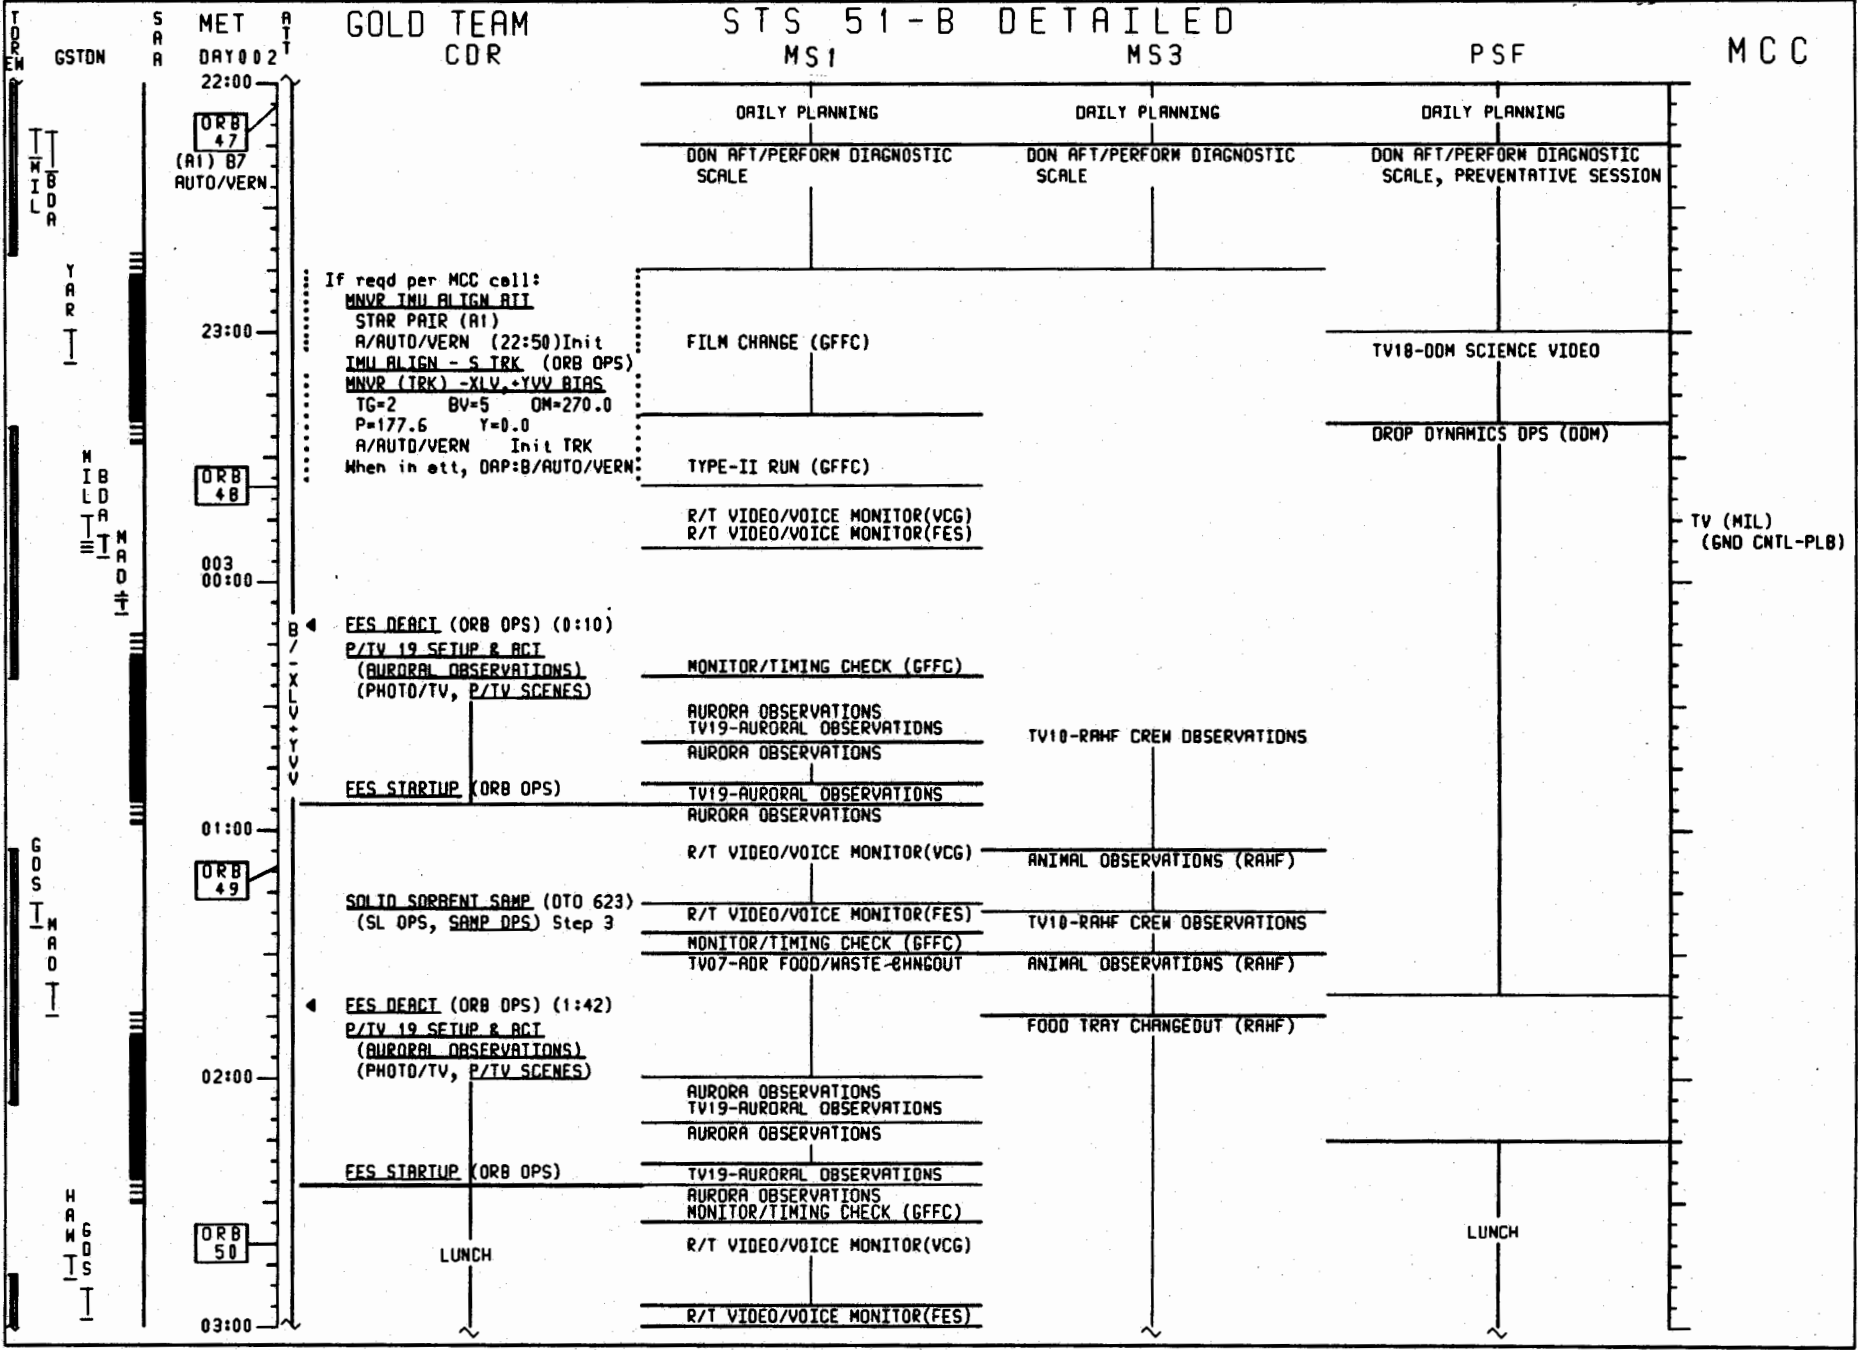 STS 51-B DETAILED
TDRE/W
GSTDN
SAA
MET
DAY002
ATT
GOLD TEAM
CDR
MS1
MS3
PSF
MCC
22:00
ORB
47
(A1) B7
AUTO/VERN
23:00
ORB
48
003
00:00
01:00
ORB
49
02:00
ORB
50
03:00
MIL
BDA
YAR
MIL
BDA
MAD
GDS
MAD
HAW
GDS
B/-XLV+YVV
If reqd per MCC call:
MNVR IMU ALIGN ATT
STAR PAIR (A1)
A/AUTO/VERN (22:50)Init
IMU ALIGN - S TRK (ORB OPS)
MNVR (TRK) -XLV,+YVV BIAS
TG=2 BV=5 OM=270.0
P=177.6 Y=0.0
A/AUTO/VERN Init TRK
When in att, DAP:B/AUTO/VERN
FES DEACT (ORB OPS) (0:10)
P/TV 19 SETUP & ACT
(AURORAL OBSERVATIONS)
(PHOTO/TV, P/TV SCENES)
FES STARTUP (ORB OPS)
SOLID SORBENT SAMP (DTO 623)
(SL OPS, SAMP OPS) Step 3
FES DEACT (ORB OPS) (1:42)
P/TV 19 SETUP & ACT
(AURORAL OBSERVATIONS)
(PHOTO/TV, P/TV SCENES)
FES STARTUP (ORB OPS)
LUNCH
DAILY PLANNING
DON AFT/PERFORM DIAGNOSTIC
SCALE
FILM CHANGE (GFFC)
TYPE-II RUN (GFFC)
R/T VIDEO/VOICE MONITOR(VCG)
R/T VIDEO/VOICE MONITOR(FES)
MONITOR/TIMING CHECK (GFFC)
AURORA OBSERVATIONS
TV19-AURORAL OBSERVATIONS
AURORA OBSERVATIONS
TV19-AURORAL OBSERVATIONS
AURORA OBSERVATIONS
R/T VIDEO/VOICE MONITOR(VCG)
R/T VIDEO/VOICE MONITOR(FES)
MONITOR/TIMING CHECK (GFFC)
TV07-ADR FOOD/WASTE CHNGOUT
AURORA OBSERVATIONS
TV19-AURORAL OBSERVATIONS
AURORA OBSERVATIONS
TV19-AURORAL OBSERVATIONS
AURORA OBSERVATIONS
MONITOR/TIMING CHECK (GFFC)
R/T VIDEO/VOICE MONITOR(VCG)
R/T VIDEO/VOICE MONITOR(FES)
DAILY PLANNING
DON AFT/PERFORM DIAGNOSTIC
SCALE
TV10-RAHF CREW OBSERVATIONS
ANIMAL OBSERVATIONS (RAHF)
TV10-RAHF CREW OBSERVATIONS
ANIMAL OBSERVATIONS (RAHF)
FOOD TRAY CHANGEOUT (RAHF)
DAILY PLANNING
DON AFT/PERFORM DIAGNOSTIC
SCALE, PREVENTATIVE SESSION
TV18-DDM SCIENCE VIDEO
DROP DYNAMICS OPS (DDM)
LUNCH
TV (MIL)
(GND CNTL-PLB)